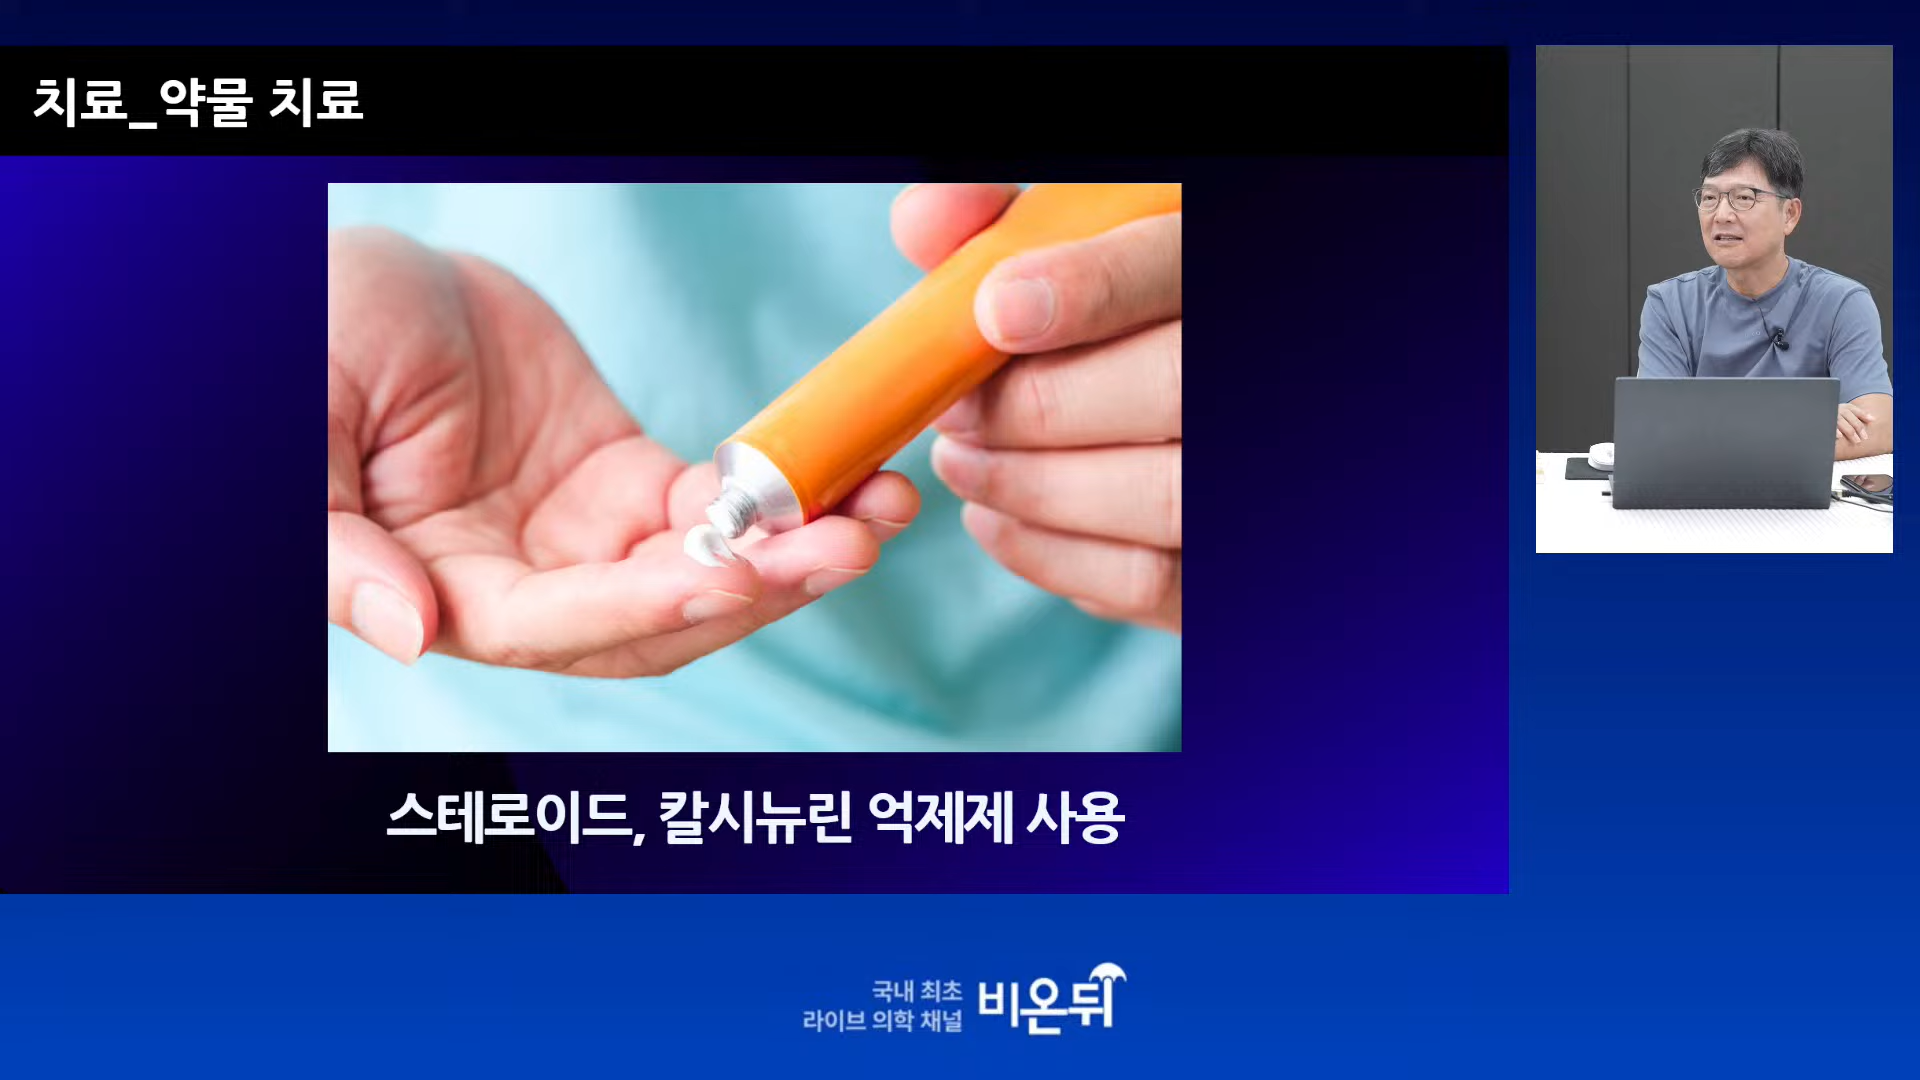 치료_약물 치료
스테로이드, 칼시뉴린 억제제 사용
국내 최초
라이브 의학 채널
비온뒤